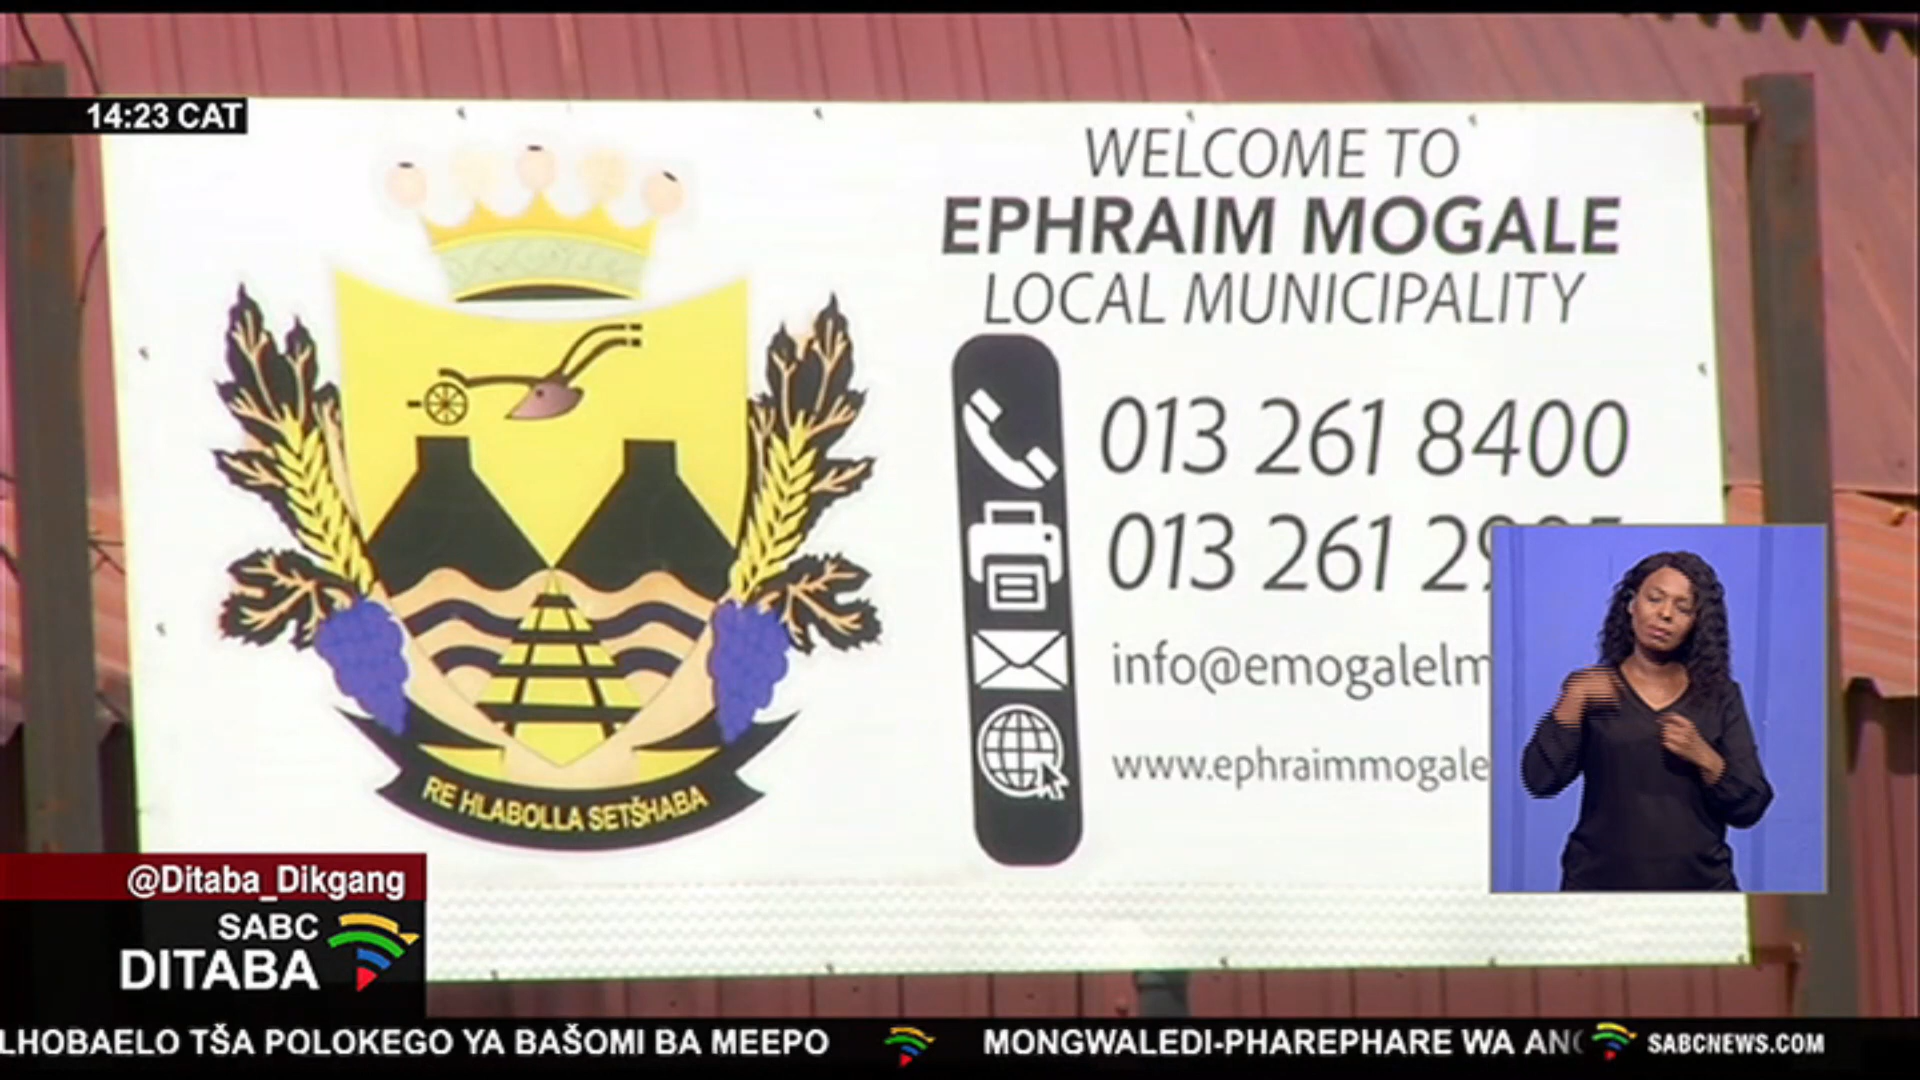 14:23 CAT
WELCOME TO
EPHRAIM MOGALE
LOCAL MUNICIPALITY
013 261 8400
013 261
info@emogalelm
www.ephraimmogale
RE HLABOLLA SETŠHABA
@Ditaba_Dikgang
SABC
DITABA
LHOBAELO TŠA POLOKEGO YA BAŠOMI BA MEEPO MONGWALEDI-PHAREPHARE WA AN SABCNEWS.COM